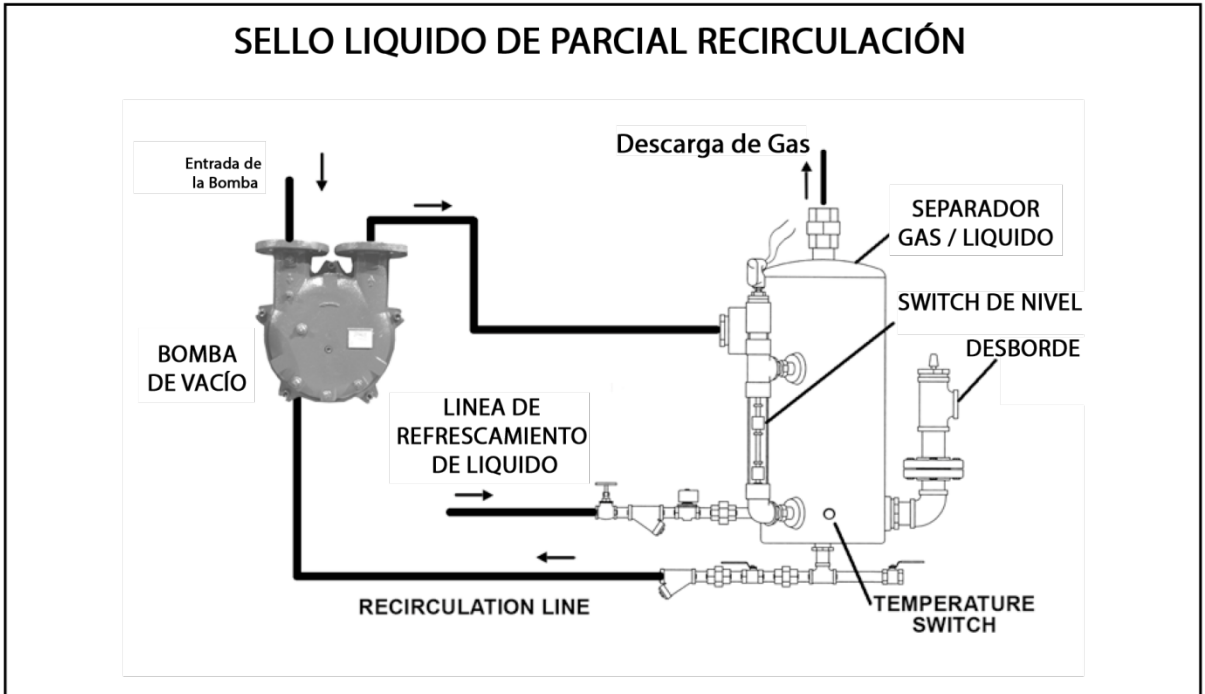 SELLO LIQUIDO DE PARCIAL RECIRCULACIÓN
Entrada de
la Bomba
Descarga de Gas
SEPARADOR
GAS / LIQUIDO
SWITCH DE NIVEL
DESBORDE
BOMBA
DE VACÍO
LINEA DE
REFRESCAMIENTO
DE LIQUIDO
RECIRCULATION LINE
TEMPERATURE
SWITCH